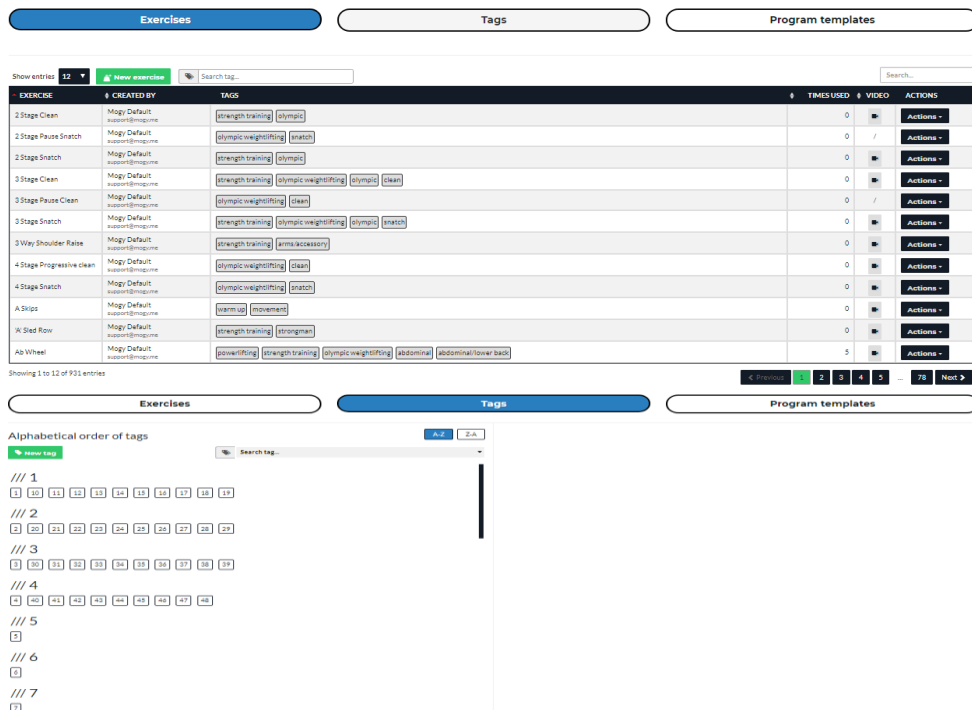 Exercises Tags Program templates
Show entries 12 New exercise Search tag... Search...
EXERCISE CREATED BY TAGS TIMES USED VIDEO ACTIONS
2 Stage Clean Mogy Default support@mogy.me strength training olympic 0 Actions
2 Stage Pause Snatch Mogy Default support@mogy.me olympic weightlifting snatch 0 / Actions
2 Stage Snatch Mogy Default support@mogy.me strength training olympic 0 Actions
3 Stage Clean Mogy Default support@mogy.me strength training olympic weightlifting olympic clean 0 Actions
3 Stage Pause Clean Mogy Default support@mogy.me olympic weightlifting clean 0 / Actions
3 Stage Snatch Mogy Default support@mogy.me strength training olympic weightlifting olympic snatch 0 Actions
3 Way Shoulder Raise Mogy Default support@mogy.me strength training arms/accessory 0 Actions
4 Stage Progressive clean Mogy Default support@mogy.me olympic weightlifting clean 0 Actions
4 Stage Snatch Mogy Default support@mogy.me olympic weightlifting snatch 0 Actions
A Skips Mogy Default support@mogy.me warm up movement 0 Actions
'A' Sled Row Mogy Default support@mogy.me strength training strongman 0 Actions
Ab Wheel Mogy Default support@mogy.me powerlifting strength training olympic weightlifting abdominal abdominal/lower back 5 Actions
Showing 1 to 12 of 931 entries < Previous 1 2 3 4 5 ... 78 Next >
Exercises Tags Program templates
Alphabetical order of tags A-Z Z-A
New tag Search tag...
/// 1
1 10 11 12 13 14 15 16 17 18 19
/// 2
2 20 21 22 23 24 25 26 27 28 29
/// 3
3 30 31 32 33 34 35 36 37 38 39
/// 4
4 40 41 42 43 44 45 46 47 48
/// 5
5
/// 6
6
/// 7
7